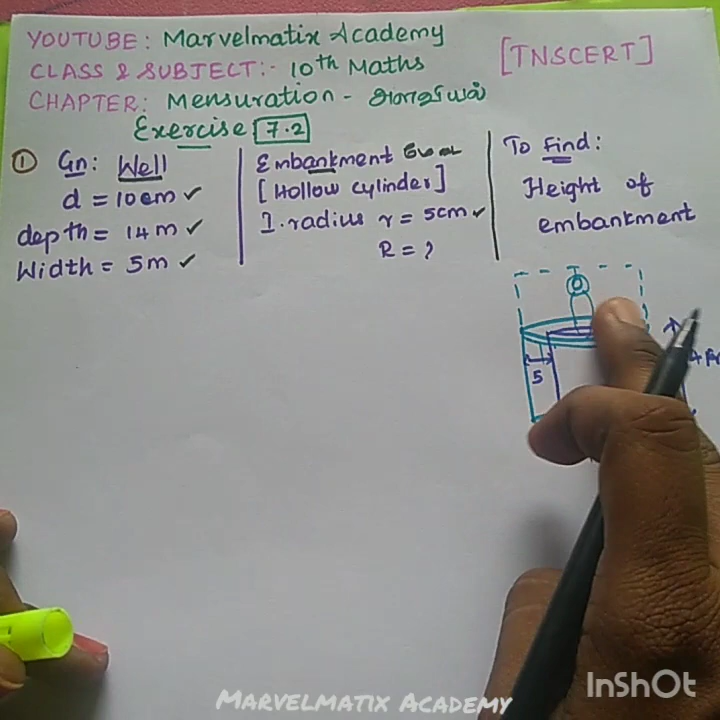 YOUTUBE: Marvelmatix Academy
CLASS & SUBJECT:- 10th Maths
[TNSCERT]
CHAPTER: Mensuration - அளவியல்
Exercise 7.2
① Gn: Well
d = 10cm ✓
depth = 14 m ✓
Width = 5m ✓
Embankment
[Hollow cylinder]
I. radius r = 5cm ✓
R = ?
To Find:
Height of
embankment
5
MARVELMATIX ACADEMY
InShOt